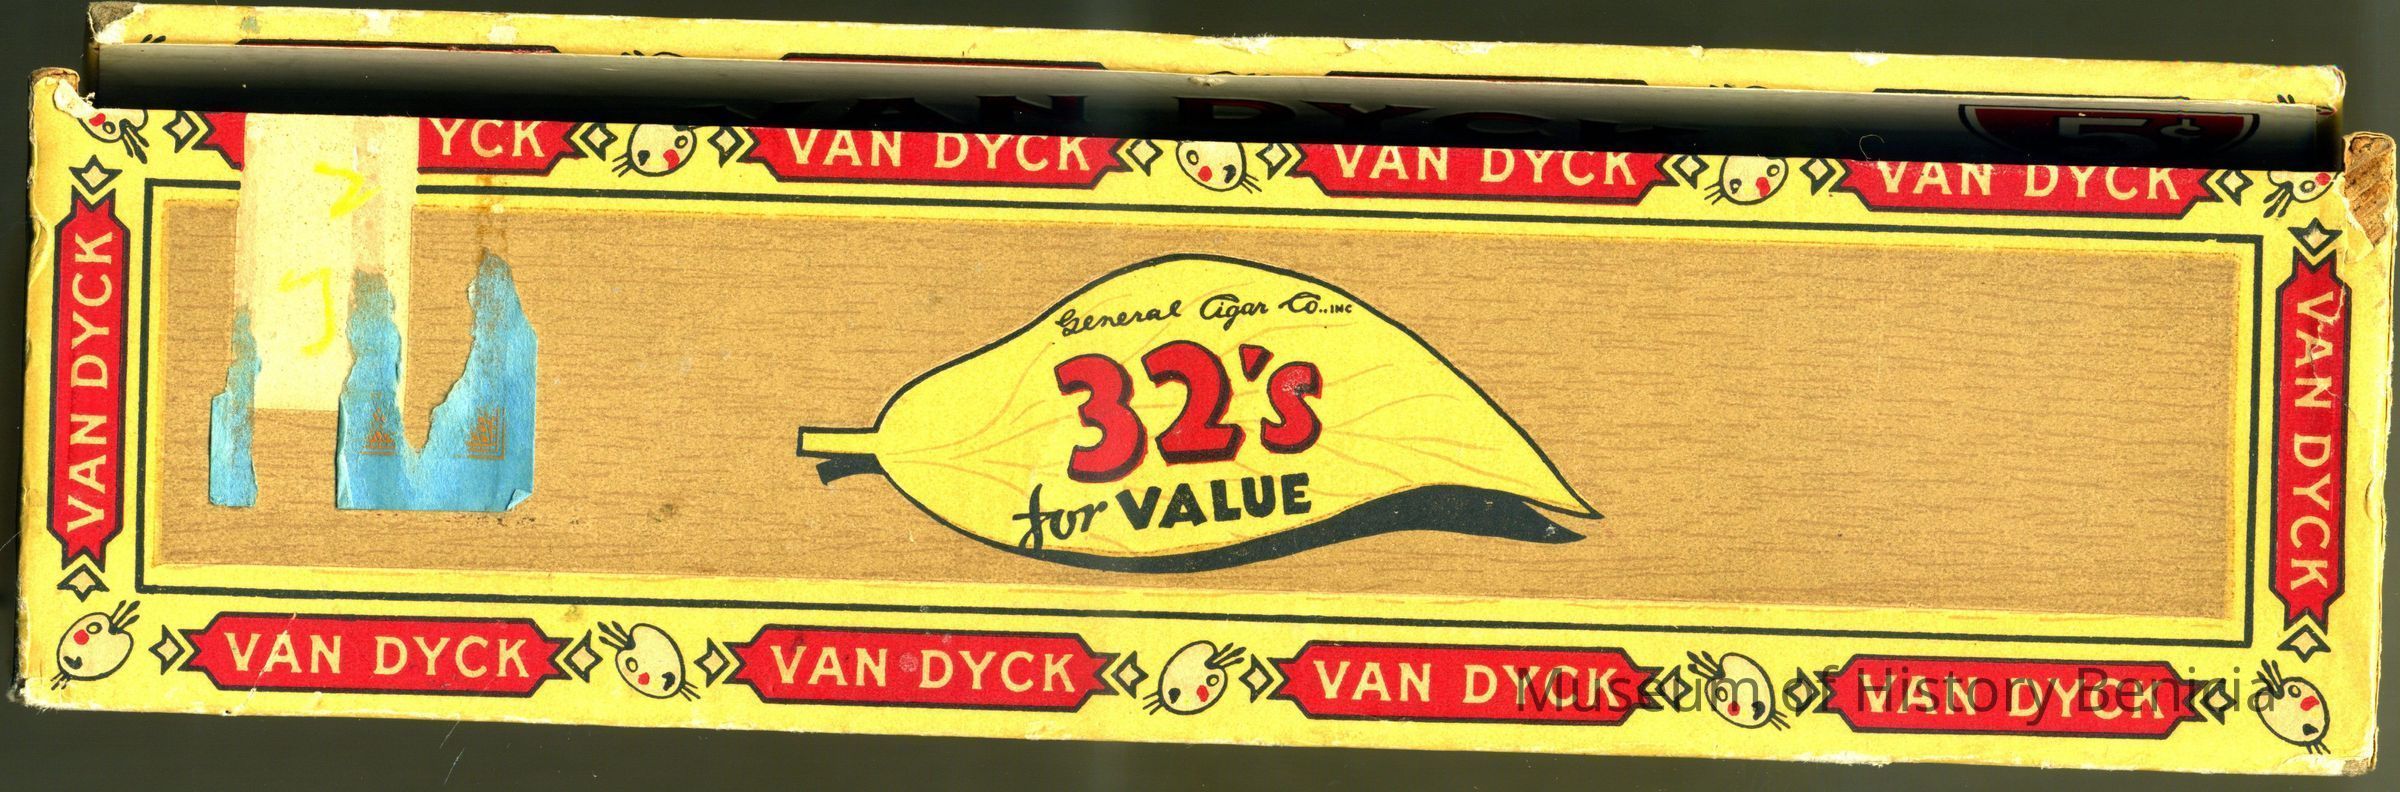 VAN DYCK
5¢
YCK
VAN DYCK
VAN DYCK
VAN DYCK
VAN DYCK
General Cigar Co., INC
32's
for VALUE
VAN DYCK
VAN DYCK
VAN DYCK
VAN DYCK
VAN DYCK
Museum of History Benicia